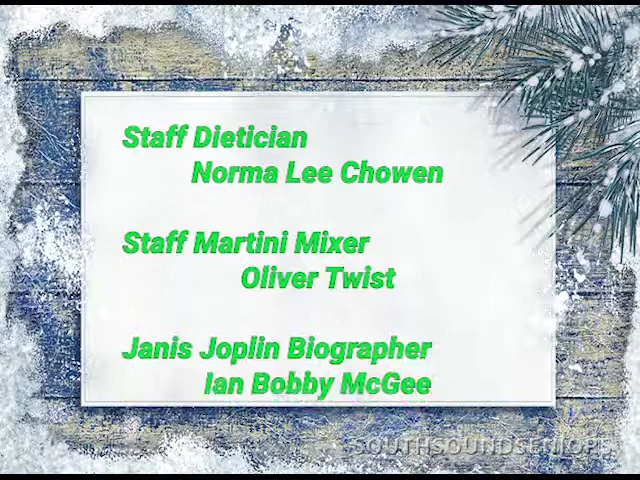 Staff Dietician
Norma Lee Chowen
Staff Martini Mixer
Oliver Twist
Janis Joplin Biographer
Ian Bobby McGee
SOUTHSOUNDSENIORS